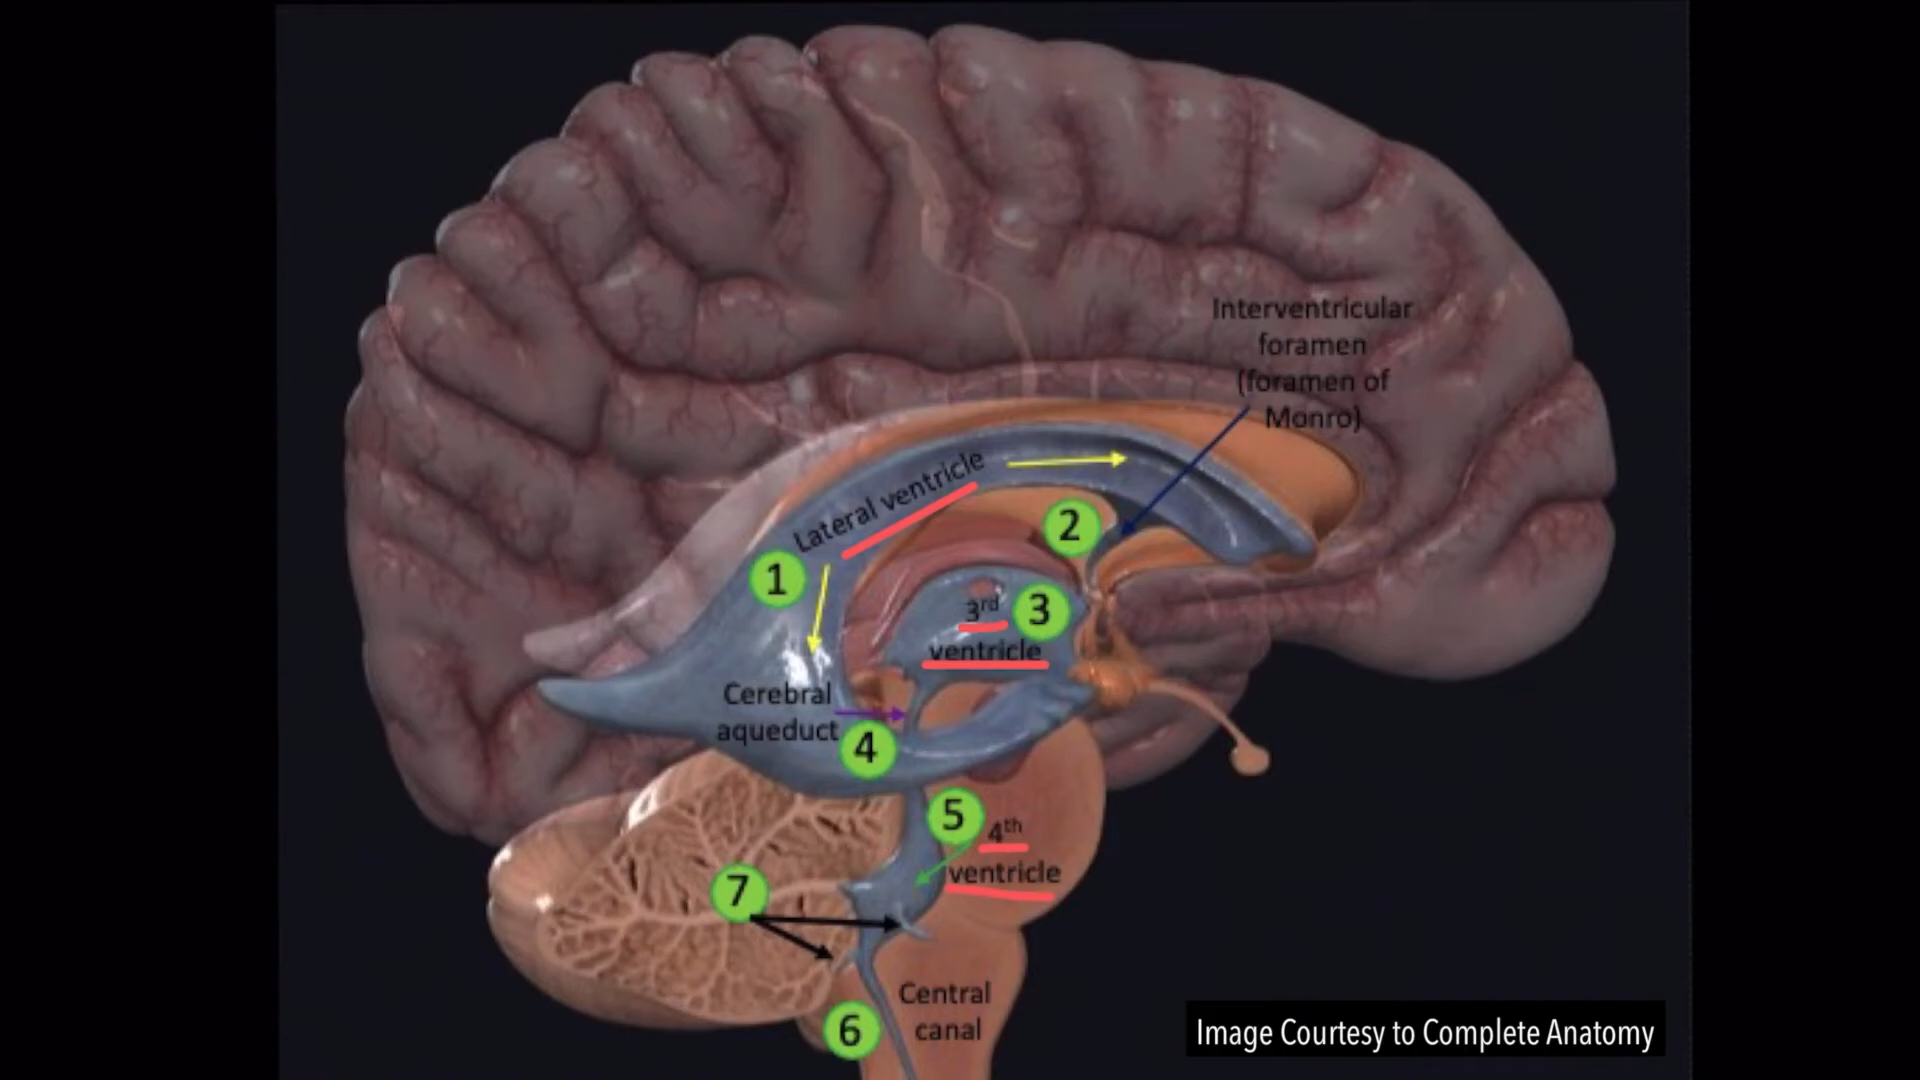 Interventricular
foramen
(foramen of
Monro)
Lateral ventricle
2
1
3rd
3
ventricle
Cerebral
aqueduct
4
5
4th
ventricle
7
Central
canal
6
Image Courtesy to Complete Anatomy